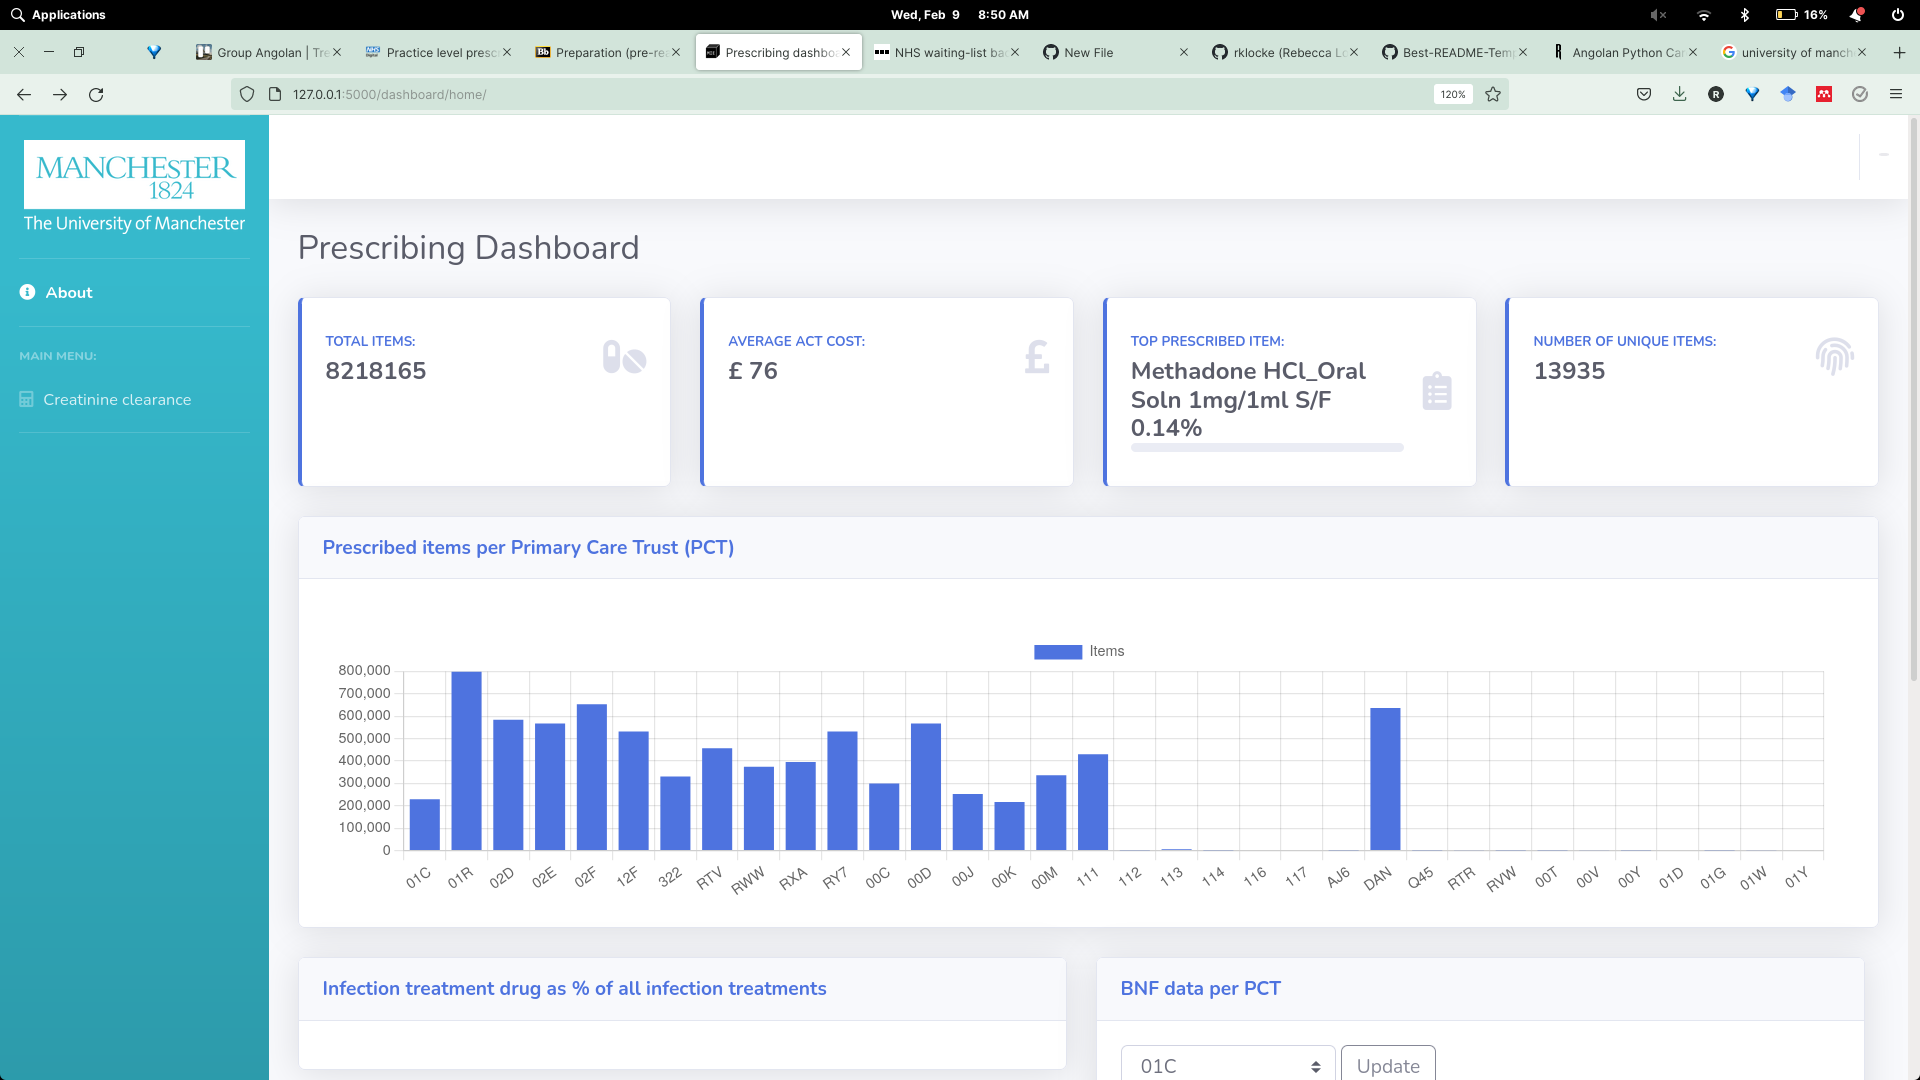 Applications
Wed, Feb 9 8:50 AM
16%
Group Angolan | Tre
Practice level presc
Preparation (pre-rea
Prescribing dashboa
NHS waiting-list ba
New File
rklocke (Rebecca Lo
Best-README-Temp
Angolan Python Car
university of manch
127.0.0.1:5000/dashboard/home/
120%
MANCHEsTER
1824
The University of Manchester
About
MAIN MENU:
Creatinine clearance
Prescribing Dashboard
TOTAL ITEMS:
8218165
AVERAGE ACT COST:
£ 76
TOP PRESCRIBED ITEM:
Methadone HCl_Oral
Soln 1mg/1ml S/F
0.14%
NUMBER OF UNIQUE ITEMS:
13935
Prescribed items per Primary Care Trust (PCT)
Items
800,000
700,000
600,000
500,000
400,000
300,000
200,000
100,000
0
01C 01R 02D 02E 02F 12F 322 RTV RWW RXA RY7 00C 00D 00J 00K 00M 111 112 113 114 116 117 AJ6 DAN Q45 RTR RVW 00T 00V 00Y 01D 01G 01W 01Y
Infection treatment drug as % of all infection treatments
BNF data per PCT
01C
Update